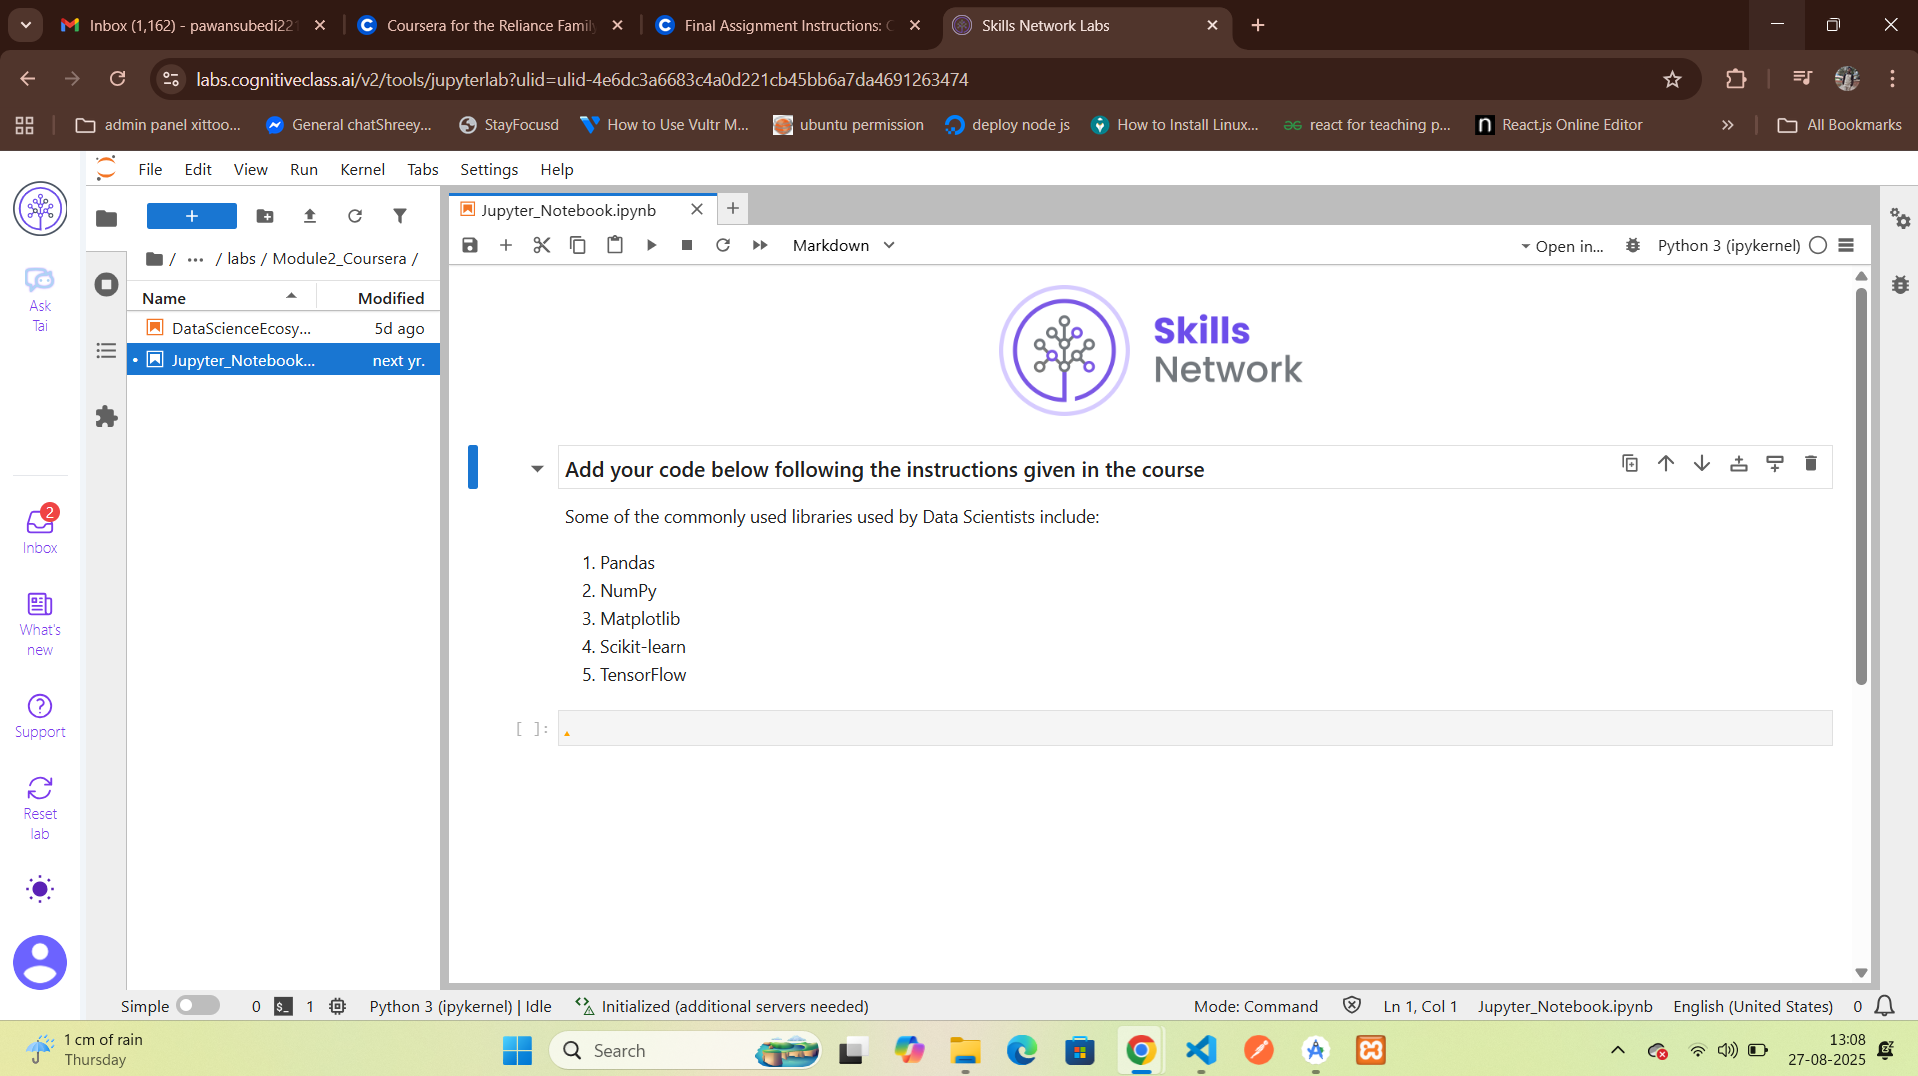 Inbox (1,162) - pawansubedi221
Coursera for the Reliance Family
Final Assignment Instructions: C
Skills Network Labs
labs.cognitiveclass.ai/v2/tools/jupyterlab?ulid=ulid-4e6dc3a6683c4a0d221cb45bb6a7da4691263474
admin panel xittoo...
General chatShreey...
StayFocusd
How to Use Vultr M...
ubuntu permission
deploy node js
How to Install Linux...
react for teaching p...
React.js Online Editor
All Bookmarks
File Edit View Run Kernel Tabs Settings Help
Ask
Tai
Inbox
2
What's
new
Support
Reset
lab
/ ... / labs / Module2_Coursera /
Name Modified
DataScienceEcosy... 5d ago
Jupyter_Notebook... next yr.
Jupyter_Notebook.ipynb
Markdown
Open in...
Python 3 (ipykernel)
Skills
Network
Add your code below following the instructions given in the course
Some of the commonly used libraries used by Data Scientists include:
1. Pandas
2. NumPy
3. Matplotlib
4. Scikit-learn
5. TensorFlow
[ ]:
Simple 0 $_ 1 Python 3 (ipykernel) | Idle Initialized (additional servers needed) Mode: Command Ln 1, Col 1 Jupyter_Notebook.ipynb English (United States) 0
1 cm of rain
Thursday
Search
13:08
27-08-2025